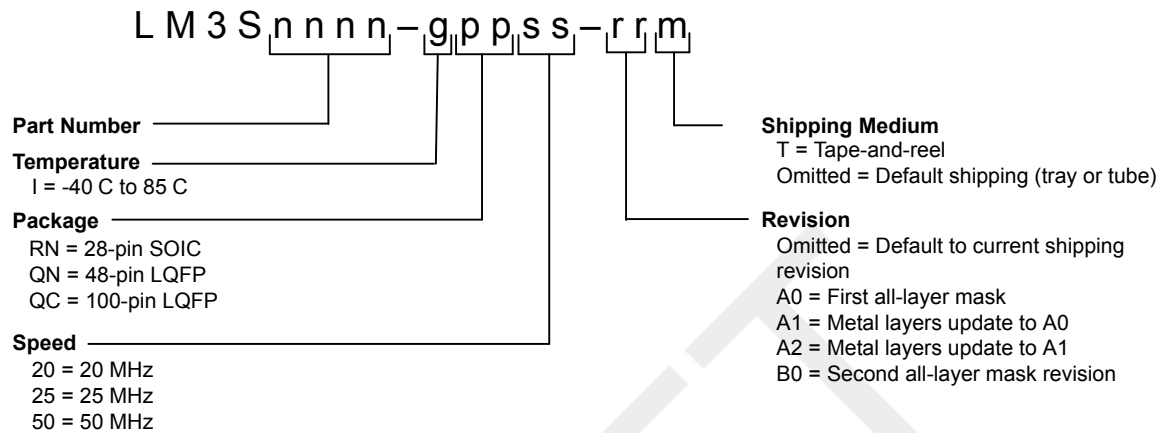 LM3Snnnn–gppss–rrm
Part Number
Temperature
I = -40 C to 85 C
Package
RN = 28-pin SOIC
QN = 48-pin LQFP
QC = 100-pin LQFP
Speed
20 = 20 MHz
25 = 25 MHz
50 = 50 MHz
Shipping Medium
T = Tape-and-reel
Omitted = Default shipping (tray or tube)
Revision
Omitted = Default to current shipping
revision
A0 = First all-layer mask
A1 = Metal layers update to A0
A2 = Metal layers update to A1
B0 = Second all-layer mask revision